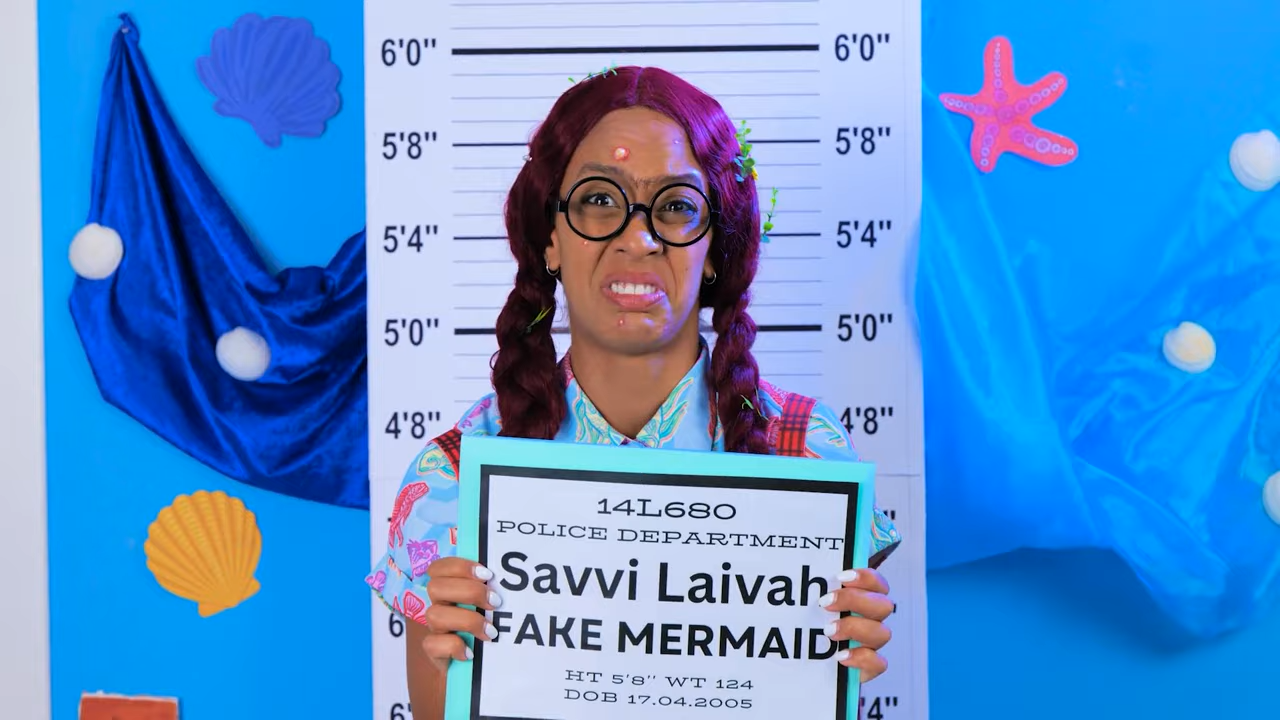 6'0" 6'0"
5'8" 5'8"
5'4" 5'4"
5'0" 5'0"
4'8" 4'8"
14L680
POLICE DEPARTMENT
Savvi Laivah
FAKE MERMAID
HT 5'8'' WT 124
DOB 17.04.2005